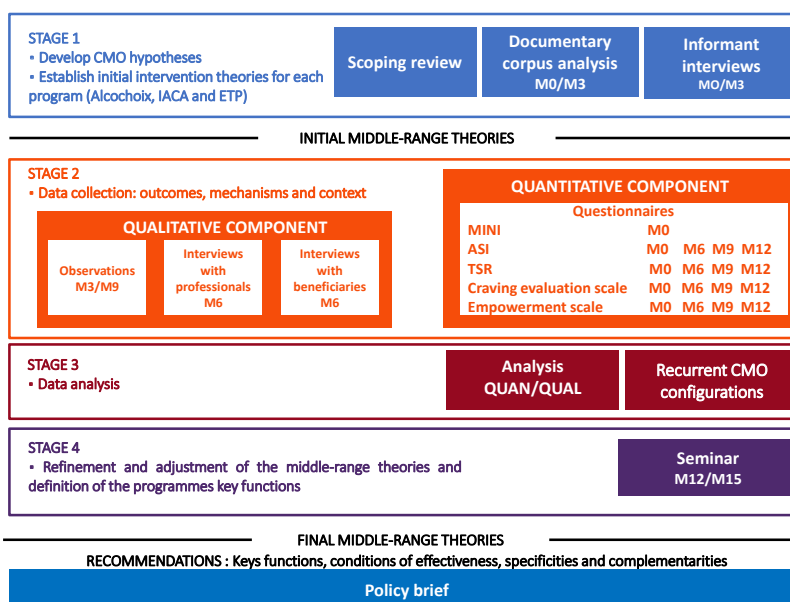 STAGE 1
▪ Develop CMO hypotheses
▪ Establish initial intervention theories for each
program (Alcochoix, IACA and ETP)
Scoping review
Documentary
corpus analysis
M0/M3
Informant
interviews
MO/M3
INITIAL MIDDLE-RANGE THEORIES
STAGE 2
▪ Data collection: outcomes, mechanisms and context
QUALITATIVE COMPONENT
Observations
M3/M9
Interviews
with
professionals
M6
Interviews
with
beneficiaries
M6
QUANTITATIVE COMPONENT
Questionnaires
MINI M0
ASI M0 M6 M9 M12
TSR M0 M6 M9 M12
Craving evaluation scale M0 M6 M9 M12
Empowerment scale M0 M6 M9 M12
STAGE 3
▪ Data analysis
Analysis
QUAN/QUAL
Recurrent CMO
configurations
STAGE 4
▪ Refinement and adjustment of the middle-range theories and
definition of the programmes key functions
Seminar
M12/M15
FINAL MIDDLE-RANGE THEORIES
RECOMMENDATIONS : Keys functions, conditions of effectiveness, specificities and complementarities
Policy brief